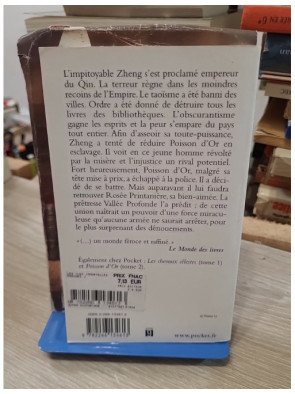 L'impitoyable Zheng s'est proclamé empereur
du Qin. La terreur règne dans les moindres
recoins de l'Empire. Le taoïsme a été banni des
villes. Ordre a été donné de détruire tous les
livres des bibliothèques. L'obscurantisme
gagne les esprits et la peur s'empare du pays
tout entier. Afin d'asseoir sa toute-puissance,
Zheng a tenté de réduire Poisson d'Or en
esclavage. Il voit en ce jeune homme révolté
par la misère et l'injustice un rival potentiel.
Fort heureusement, Poisson d'Or, malgré sa
tête mise à prix, a échappé à la police. Il a déci-
dé de se battre. Mais auparavant il lui faudra
retrouver Rosée Printanière, sa bien-aimée. La
prêtresse Vallée Profonde l'a prédit : de cette
union naîtrait un pouvoir d'une force miracu-
leuse qu'aucune armée ne saurait arrêter, pour
le plus surprenant des dénouements.
« (...) un monde féroce et raffiné. »
Le Monde des livres
Également chez Pocket : Les chevaux célestes (tome 1)
et Poisson d'Or (tome 2).
PRIX FNAC
7,13 EUR
www.pocket.fr